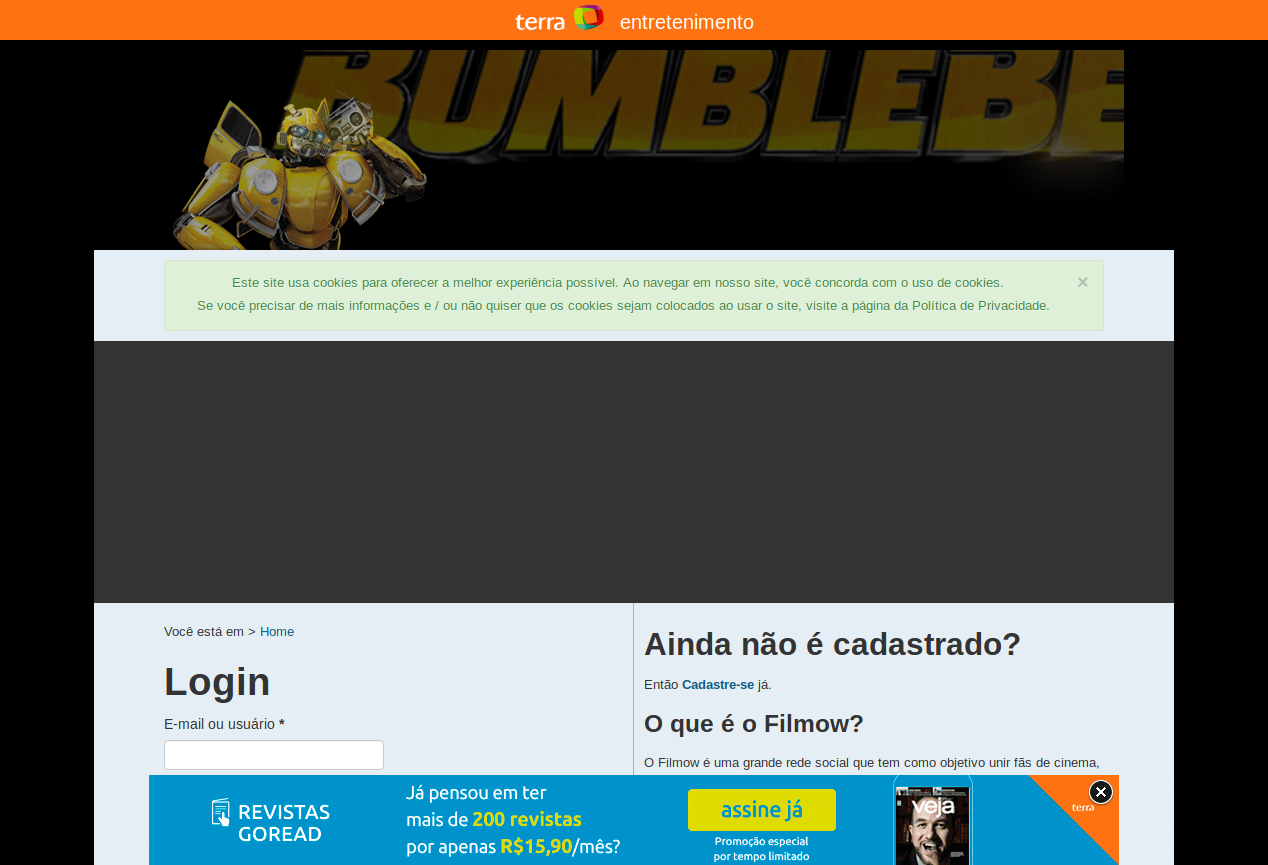 terra entretenimento
BUMBLEBE
Este site usa cookies para oferecer a melhor experiência possível. Ao navegar em nosso site, você concorda com o uso de cookies.
×
Se você precisar de mais informações e / ou não quiser que os cookies sejam colocados ao usar o site, visite a página da Política de Privacidade.
Você está em > Home
Login
E-mail ou usuário *
Ainda não é cadastrado?
Então Cadastre-se já.
O que é o Filmow?
O Filmow é uma grande rede social que tem como objetivo unir fãs de cinema,
REVISTAS
GOREAD
Já pensou em ter
mais de 200 revistas
por apenas R$15,90/mês?
assine já
Promoção especial
por tempo limitado
veja
terra